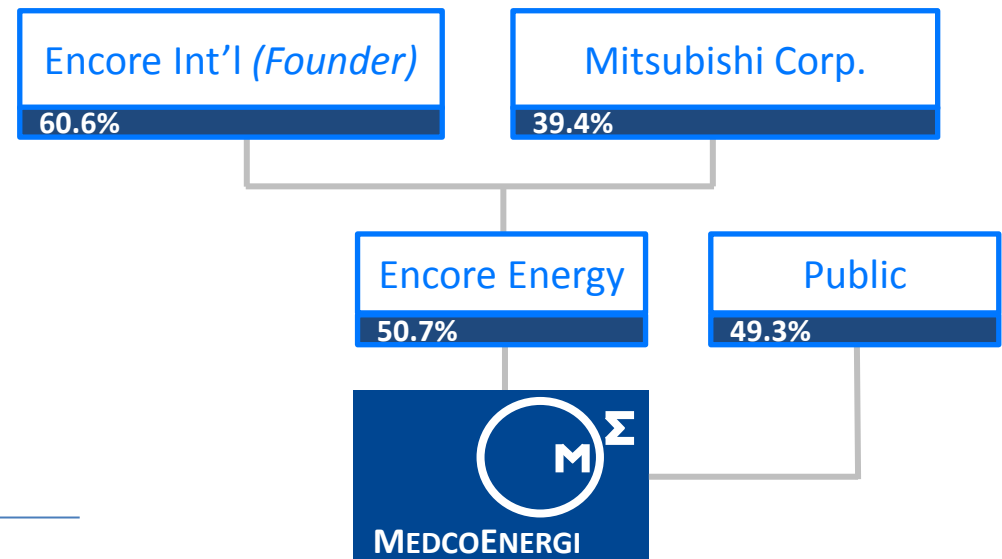 Encore Int'l (Founder)
60.6%
Mitsubishi Corp.
39.4%
Encore Energy
50.7%
Public
49.3%
M Σ
MEDCOENERGI